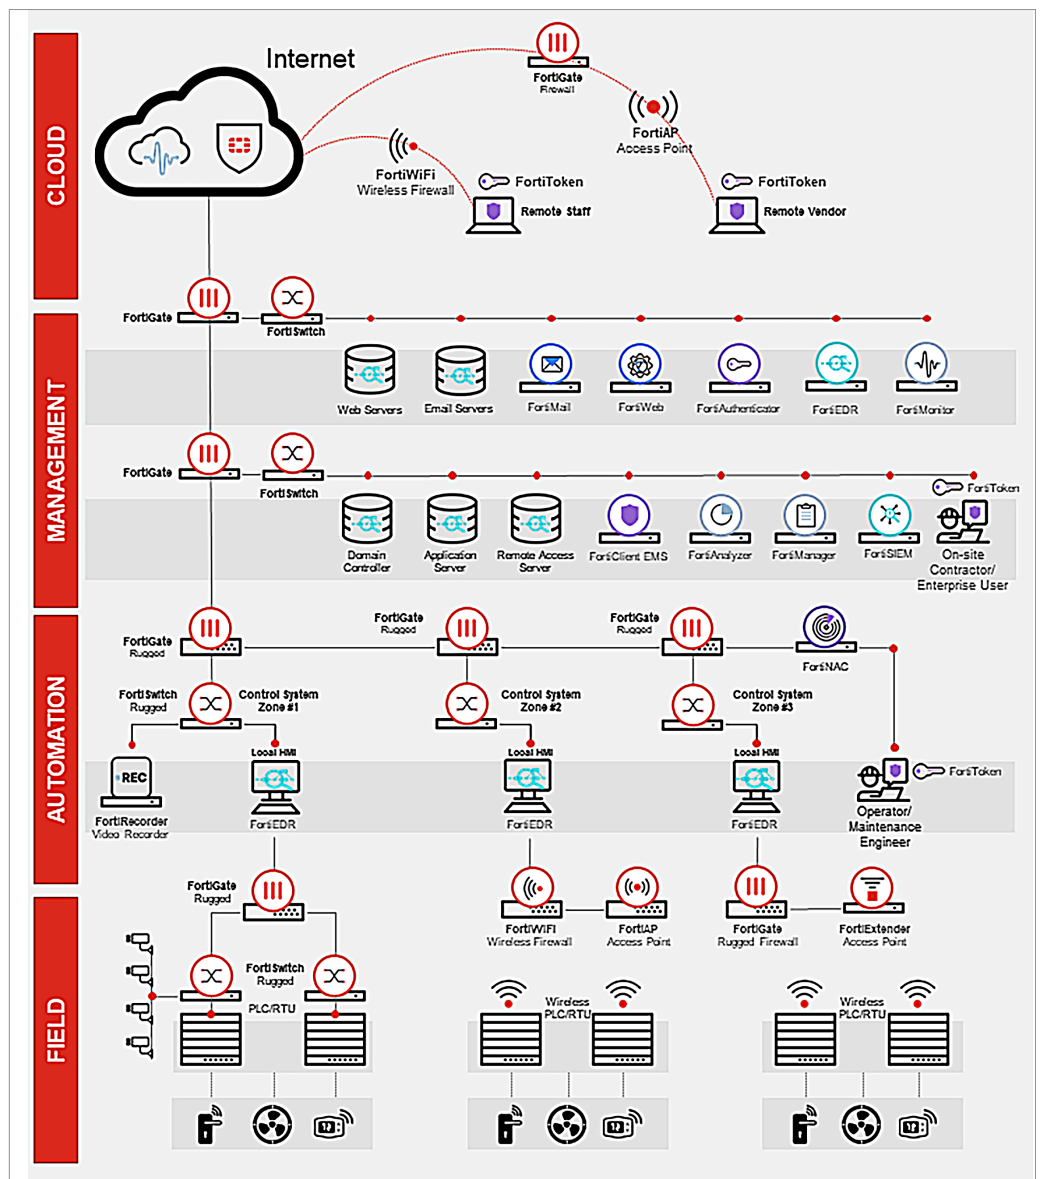 CLOUD
Internet
FortiGate
Firewall
FortiAP
Access Point
FortiWiFi
Wireless Firewall
FortiToken
Remote Staff
FortiToken
Remote Vendor
MANAGEMENT
FortiGate
FortiSwitch
Web Servers
Email Servers
FortiMail
FortiWeb
FortiAuthenticator
FortiEDR
FortiMonitor
FortiGate
FortiSwitch
FortiToken
Domain
Controller
Application
Server
Remote Access
Server
FortiClient EMS
FortiAnalyzer
FortiManager
FortiSIEM
On-site
Contractor/
Enterprise User
AUTOMATION
FortiGate
Rugged
FortiGate
Rugged
FortiGate
Rugged
FortiNAC
FortiSwitch
Rugged
Control System
Zone #1
Control System
Zone #2
Control System
Zone #3
REC
FortiRecorder
Video Recorder
Local HMI
FortiEDR
Local HMI
FortiEDR
Local HMI
FortiEDR
FortiToken
Operator/
Maintenance
Engineer
FIELD
FortiGate
Rugged
FortiWiFI
Wireless Firewall
FortiAP
Access Point
FortiGate
Rugged Firewall
FortiExtender
Access Point
FortiSwitch
Rugged
PLC/RTU
Wireless
PLC/RTU
Wireless
PLC/RTU